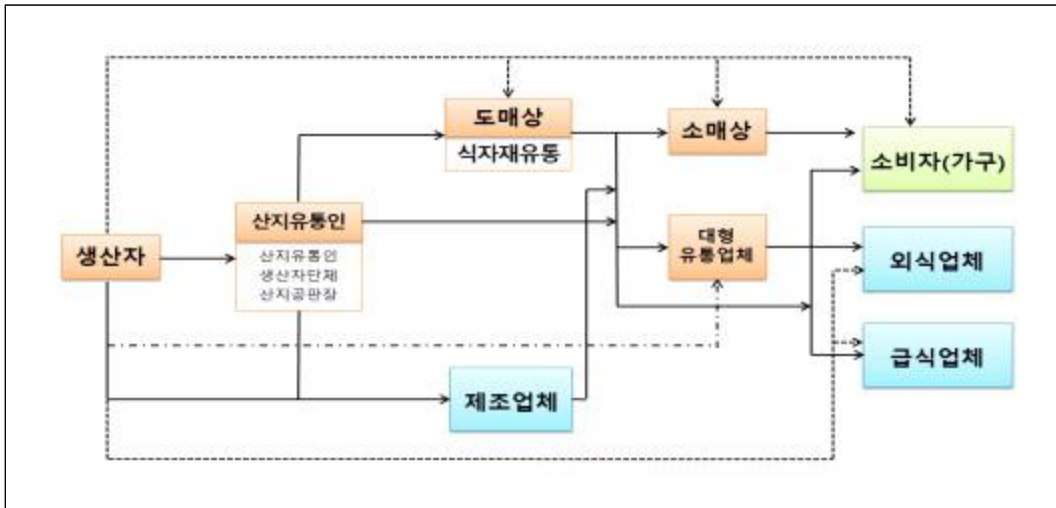 도매상
식자재유통
소매상
소비자(가구)
산지유통인
산지유통인
생산자단체
산지공판장
생산자
대형
유통업체
외식업체
급식업체
제조업체